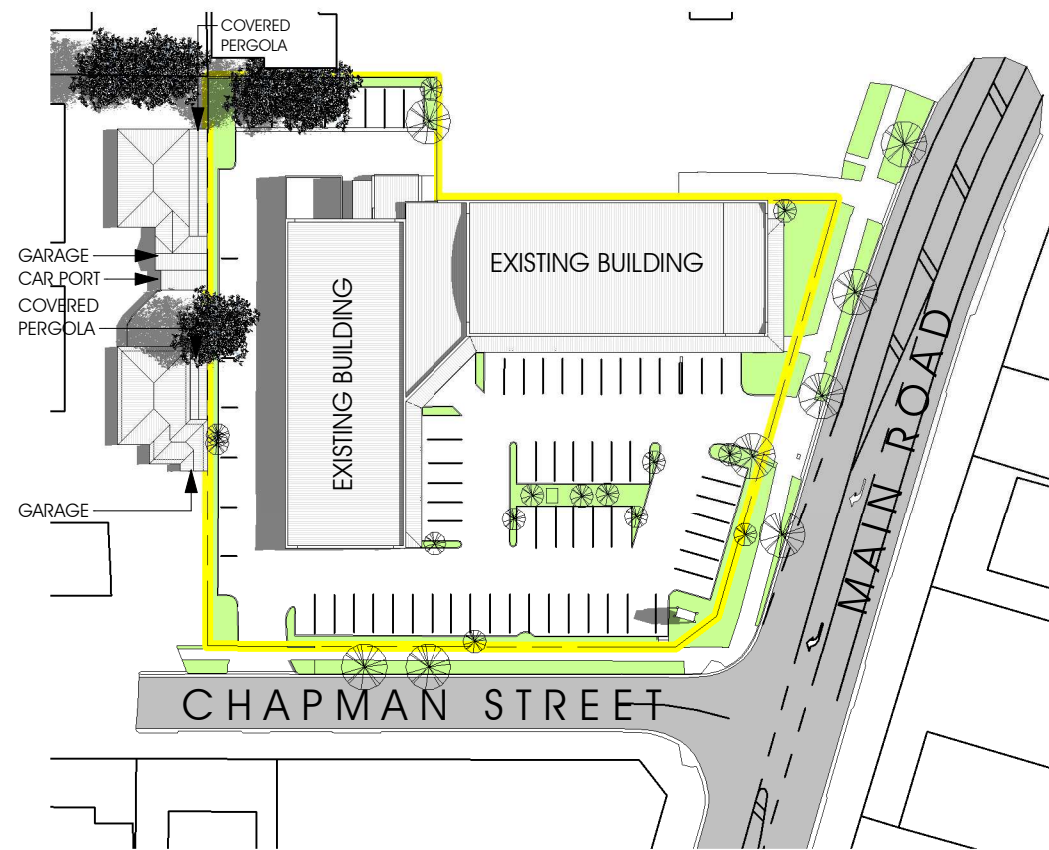 COVERED
PERGOLA
GARAGE
CAR PORT
COVERED
PERGOLA
GARAGE
EXISTING BUILDING
EXISTING BUILDING
MAIN ROAD
CHAPMAN STREET